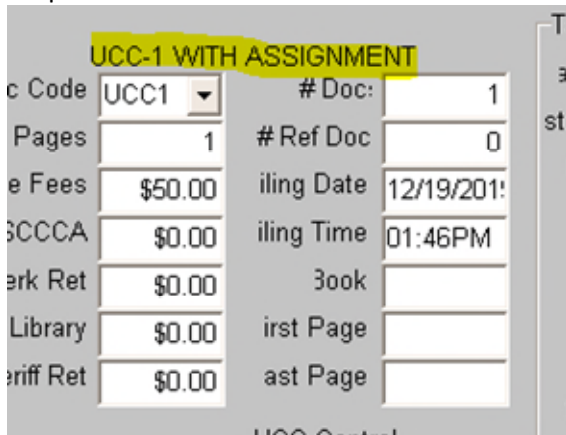 UCC-1 WITH ASSIGNMENT
c Code UCC1 # Doc: 1
Pages 1 # Ref Doc 0
e Fees $50.00 iling Date 12/19/201
SCCCA $0.00 iling Time 01:46PM
erk Ret $0.00 Book
Library $0.00 irst Page
eriff Ret $0.00 ast Page